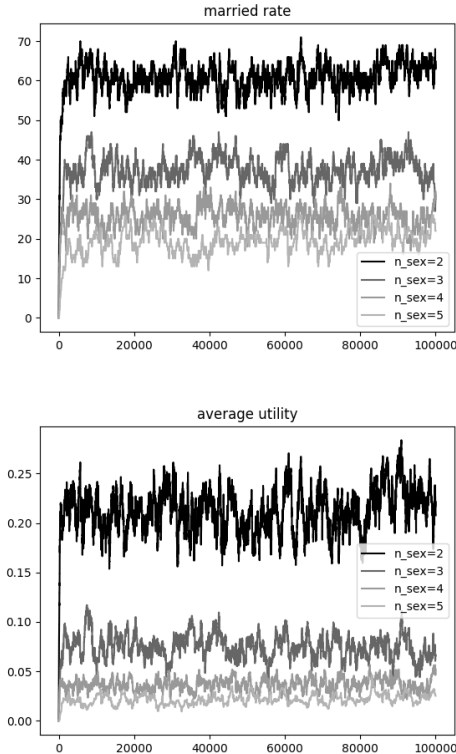 married rate
70
60
50
40
30
20
10
0
n_sex=2
n_sex=3
n_sex=4
n_sex=5
0 20000 40000 60000 80000 100000
average utility
0.25
0.20
0.15
0.10
0.05
0.00
n_sex=2
n_sex=3
n_sex=4
n_sex=5
0 20000 40000 60000 80000 100000